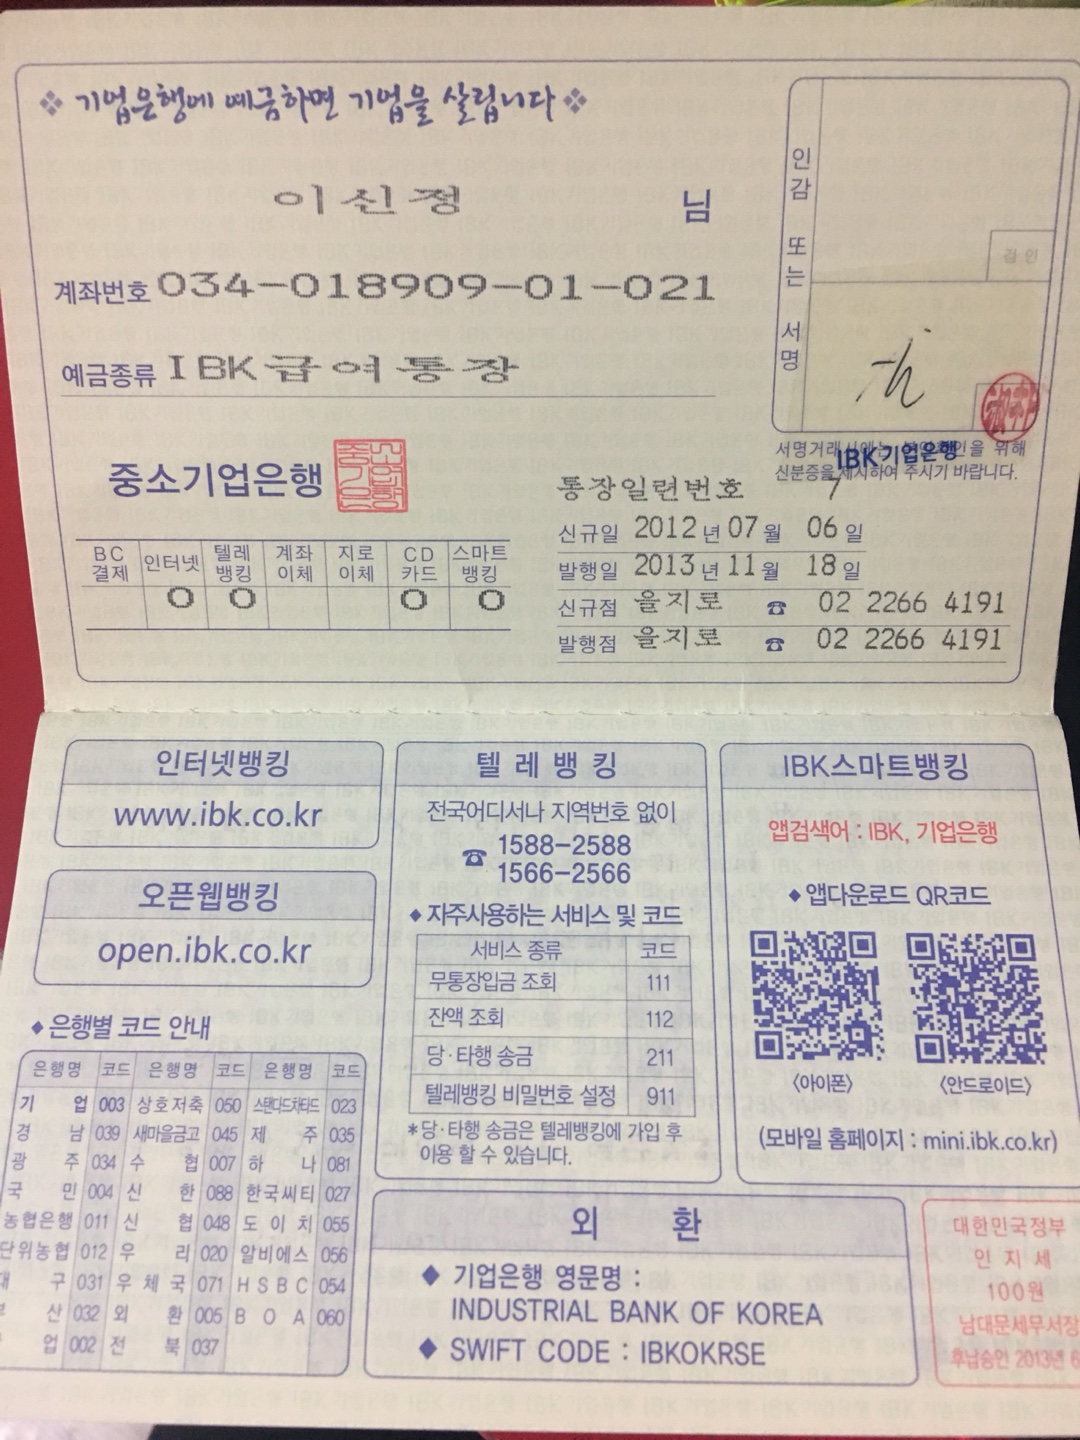 ❖ 기업은행에 예금하면 기업을 살립니다 ❖
이신정 님
계좌번호 034-018909-01-021
예금종류 IBK급여통장
인감 또는 서명
검인
서명거래시에는 본인확인을 위해
신분증을 제시하여 주시기 바랍니다.
IBK기업은행
중소기업은행
통장일련번호 7
신규일 2012년 07월 06일
발행일 2013년 11월 18일
신규점 을지로 ☎ 02 2266 4191
발행점 을지로 ☎ 02 2266 4191
BC결제 인터넷 텔레뱅킹 계좌이체 지로이체 CD카드 스마트뱅킹
O O O O
인터넷뱅킹
www.ibk.co.kr
오픈웹뱅킹
open.ibk.co.kr
◆은행별 코드 안내
은행명 코드 은행명 코드 은행명 코드
기업 003 상호저축 050 스탠다드차타드 023
경남 039 새마을금고 045 제주 035
광주 034 수협 007 하나 081
국민 004 신한 088 한국씨티 027
농협은행 011 신협 048 도이치 055
단위농협 012 우리 020 알비에스 056
구 031 우체국 071 HSBC 054
산 032 외환 005 BOA 060
업 002 전북 037
텔레뱅킹
전국어디서나 지역번호 없이
☎ 1588-2588
1566-2566
◆자주사용하는 서비스 및 코드
서비스 종류 코드
무통장입금 조회 111
잔액 조회 112
당·타행 송금 211
텔레뱅킹 비밀번호 설정 911
*당·타행 송금은 텔레뱅킹에 가입 후
이용 할 수 있습니다.
IBK스마트뱅킹
앱검색어 : IBK, 기업은행
◆앱다운로드 QR코드
〈아이폰〉 〈안드로이드〉
(모바일 홈페이지 : mini.ibk.co.kr)
외환
◆ 기업은행 영문명 :
INDUSTRIAL BANK OF KOREA
◆ SWIFT CODE : IBKOKRSE
대한민국정부
인지세
100원
남대문세무서장
후납승인 2013년 6